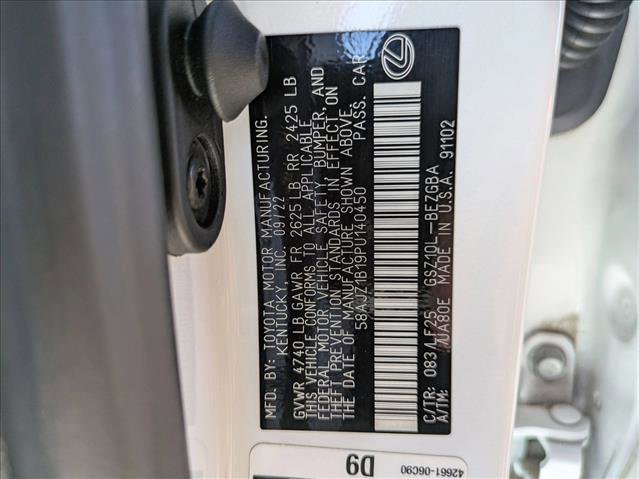 MFD. BY: TOYOTA MOTOR MANUFACTURING,
KENTUCKY, INC. 09/22
GVWR 4740 LB GAWR FR 2625 LB RR 2425 LB
THIS VEHICLE CONFORMS TO ALL APPLICABLE
FEDERAL MOTOR VEHICLE SAFETY, BUMPER, AND
THEFT PREVENTION STANDARDS IN EFFECT ON
THE DATE OF MANUFACTURE SHOWN ABOVE.
58AJZ1B19PU140450 PASS. CAR
C/TR: 083/LF25 GSZ10L-BEZGBA
A/TM: /UA80E MADE IN U.S.A. 91102
D9
42661-06C90